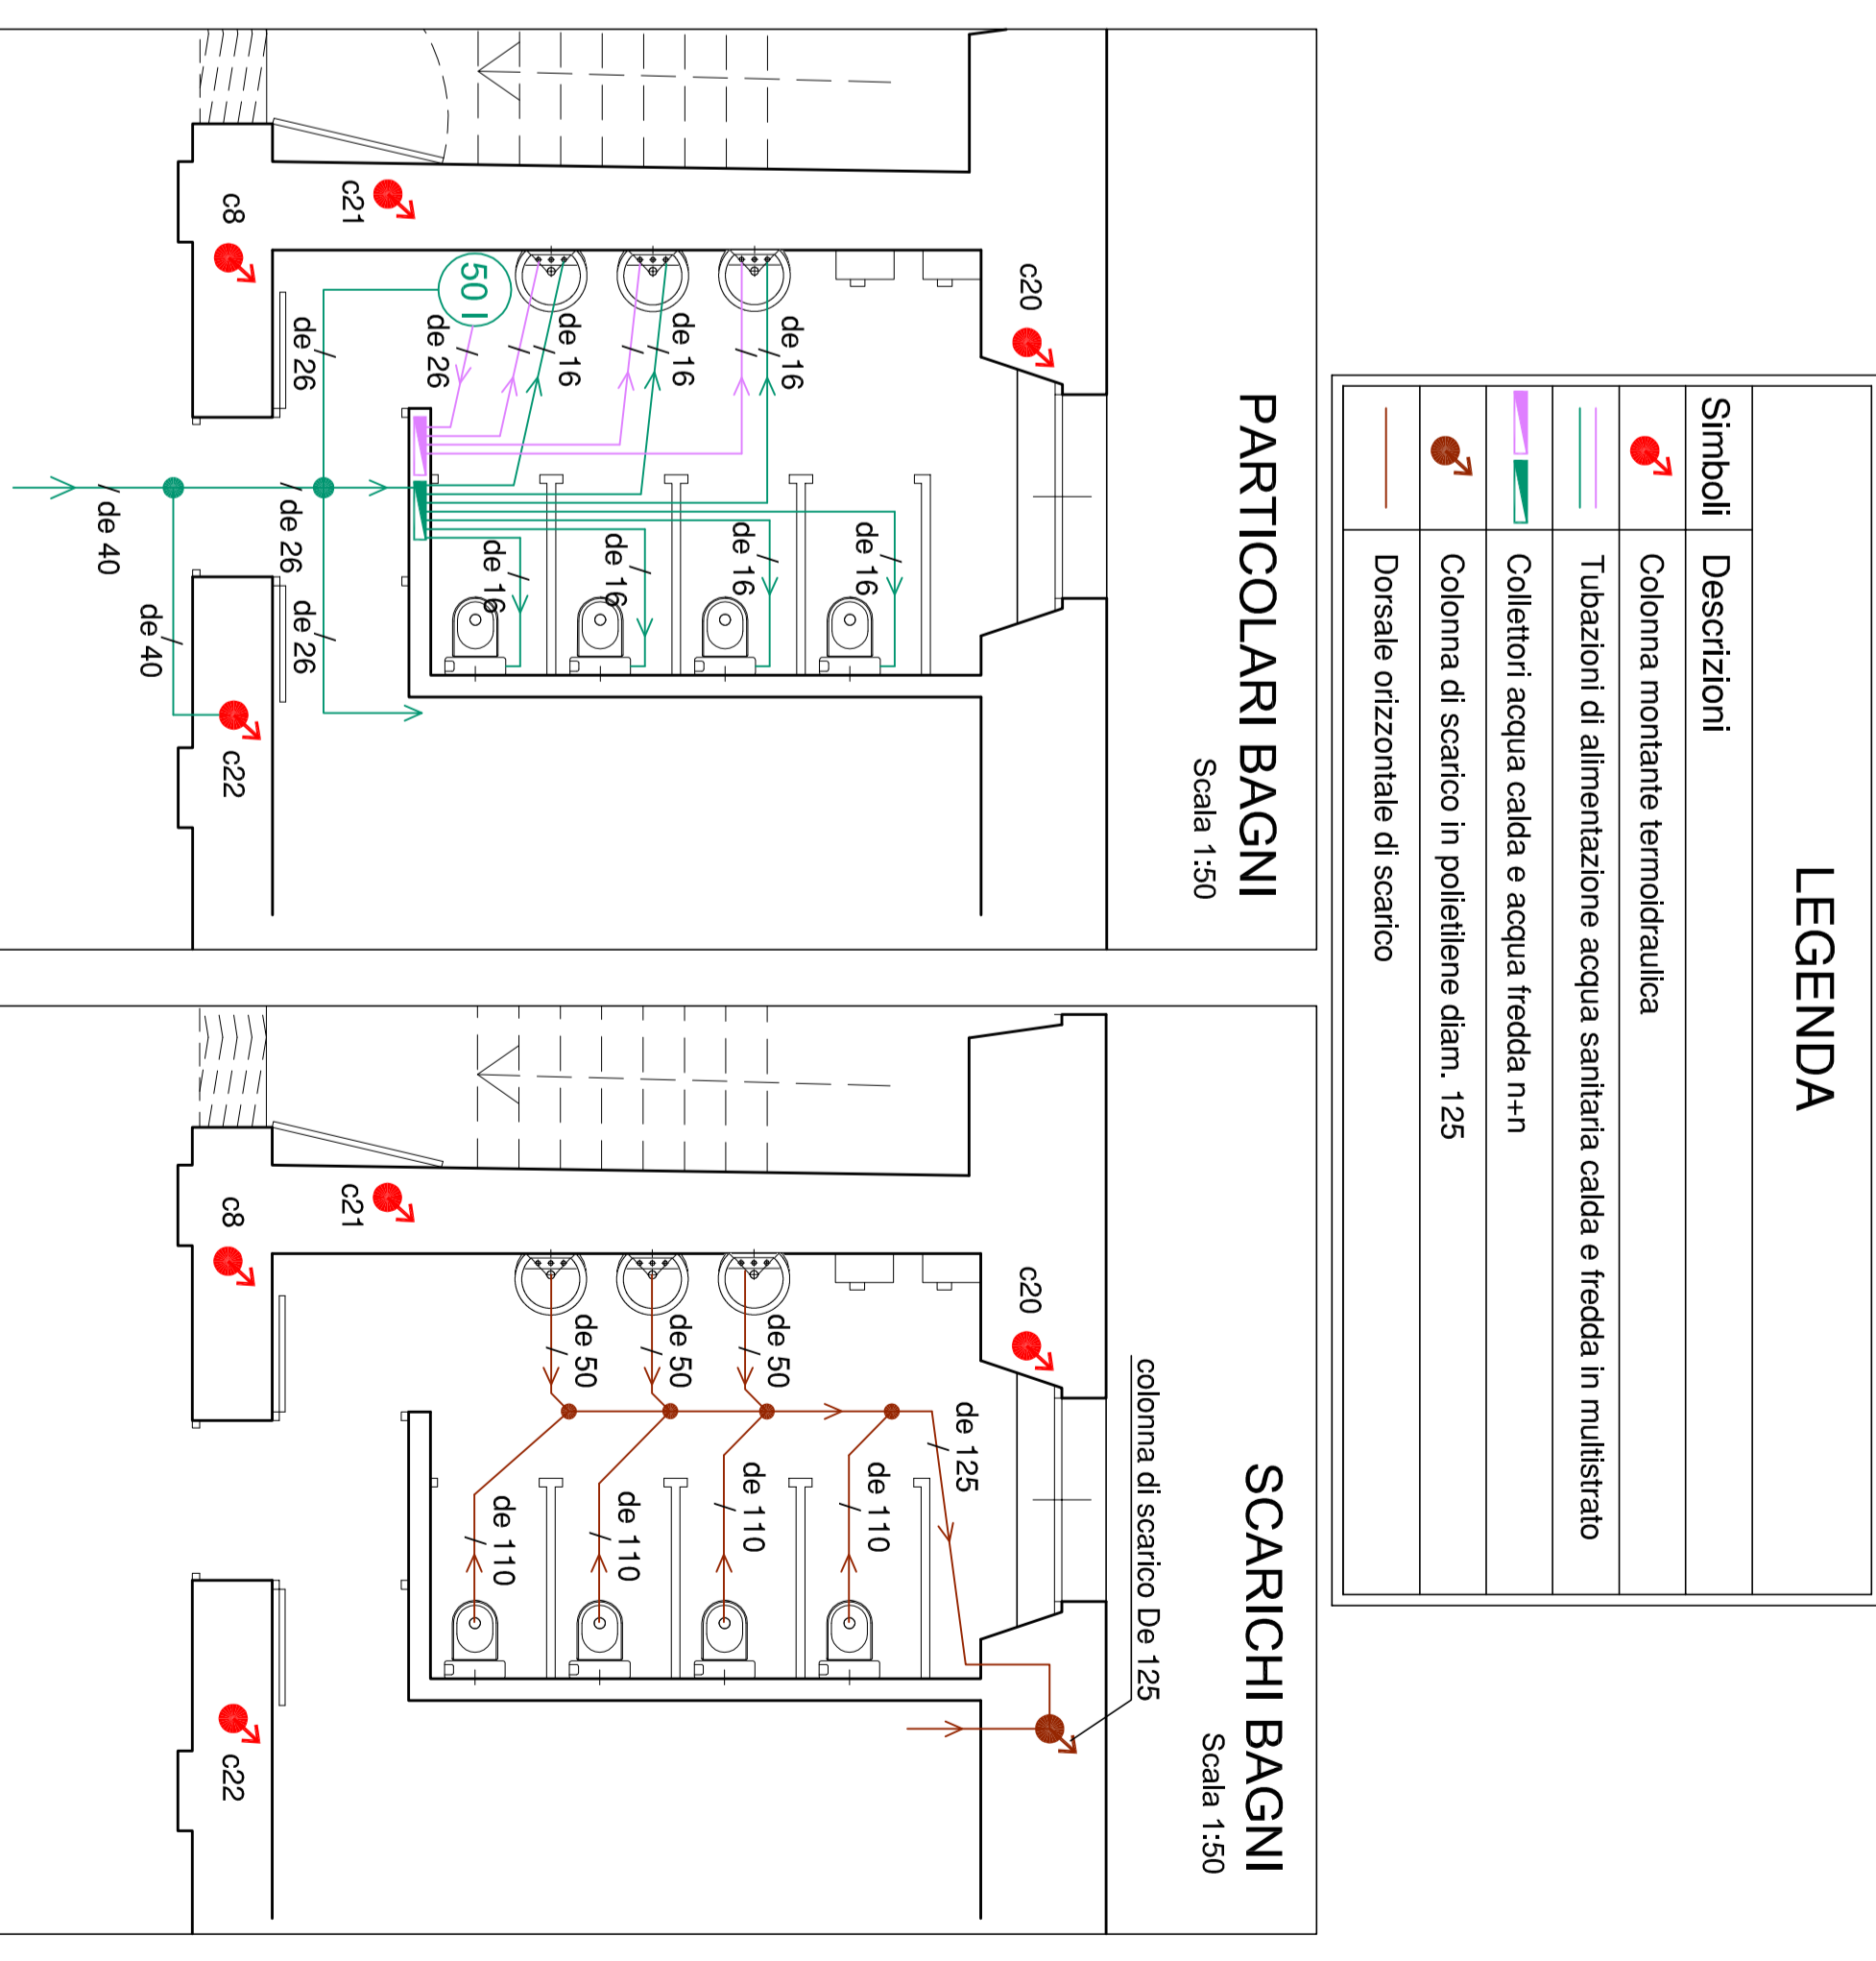 LEGENDA
Simboli
Descrizioni
Colonna montante termoidraulica
Tubazioni di alimentazione acqua sanitaria calda e fredda in multistrato
Collettori acqua calda e acqua fredda n+n
Colonna di scarico in polietilene diam. 125
Dorsale orizzontale di scarico
PARTICOLARI BAGNI
Scala 1:50
c20
de 16
de 16
de 16
de 16
de 16
de 16
de 16
50 l
de 26
c21
de 26
de 26
de 26
c8
c22
de 40
de 40
SCARICHI BAGNI
Scala 1:50
colonna di scarico De 125
c20
de 125
de 50
de 50
de 50
de 110
de 110
de 110
de 110
c21
c8
c22